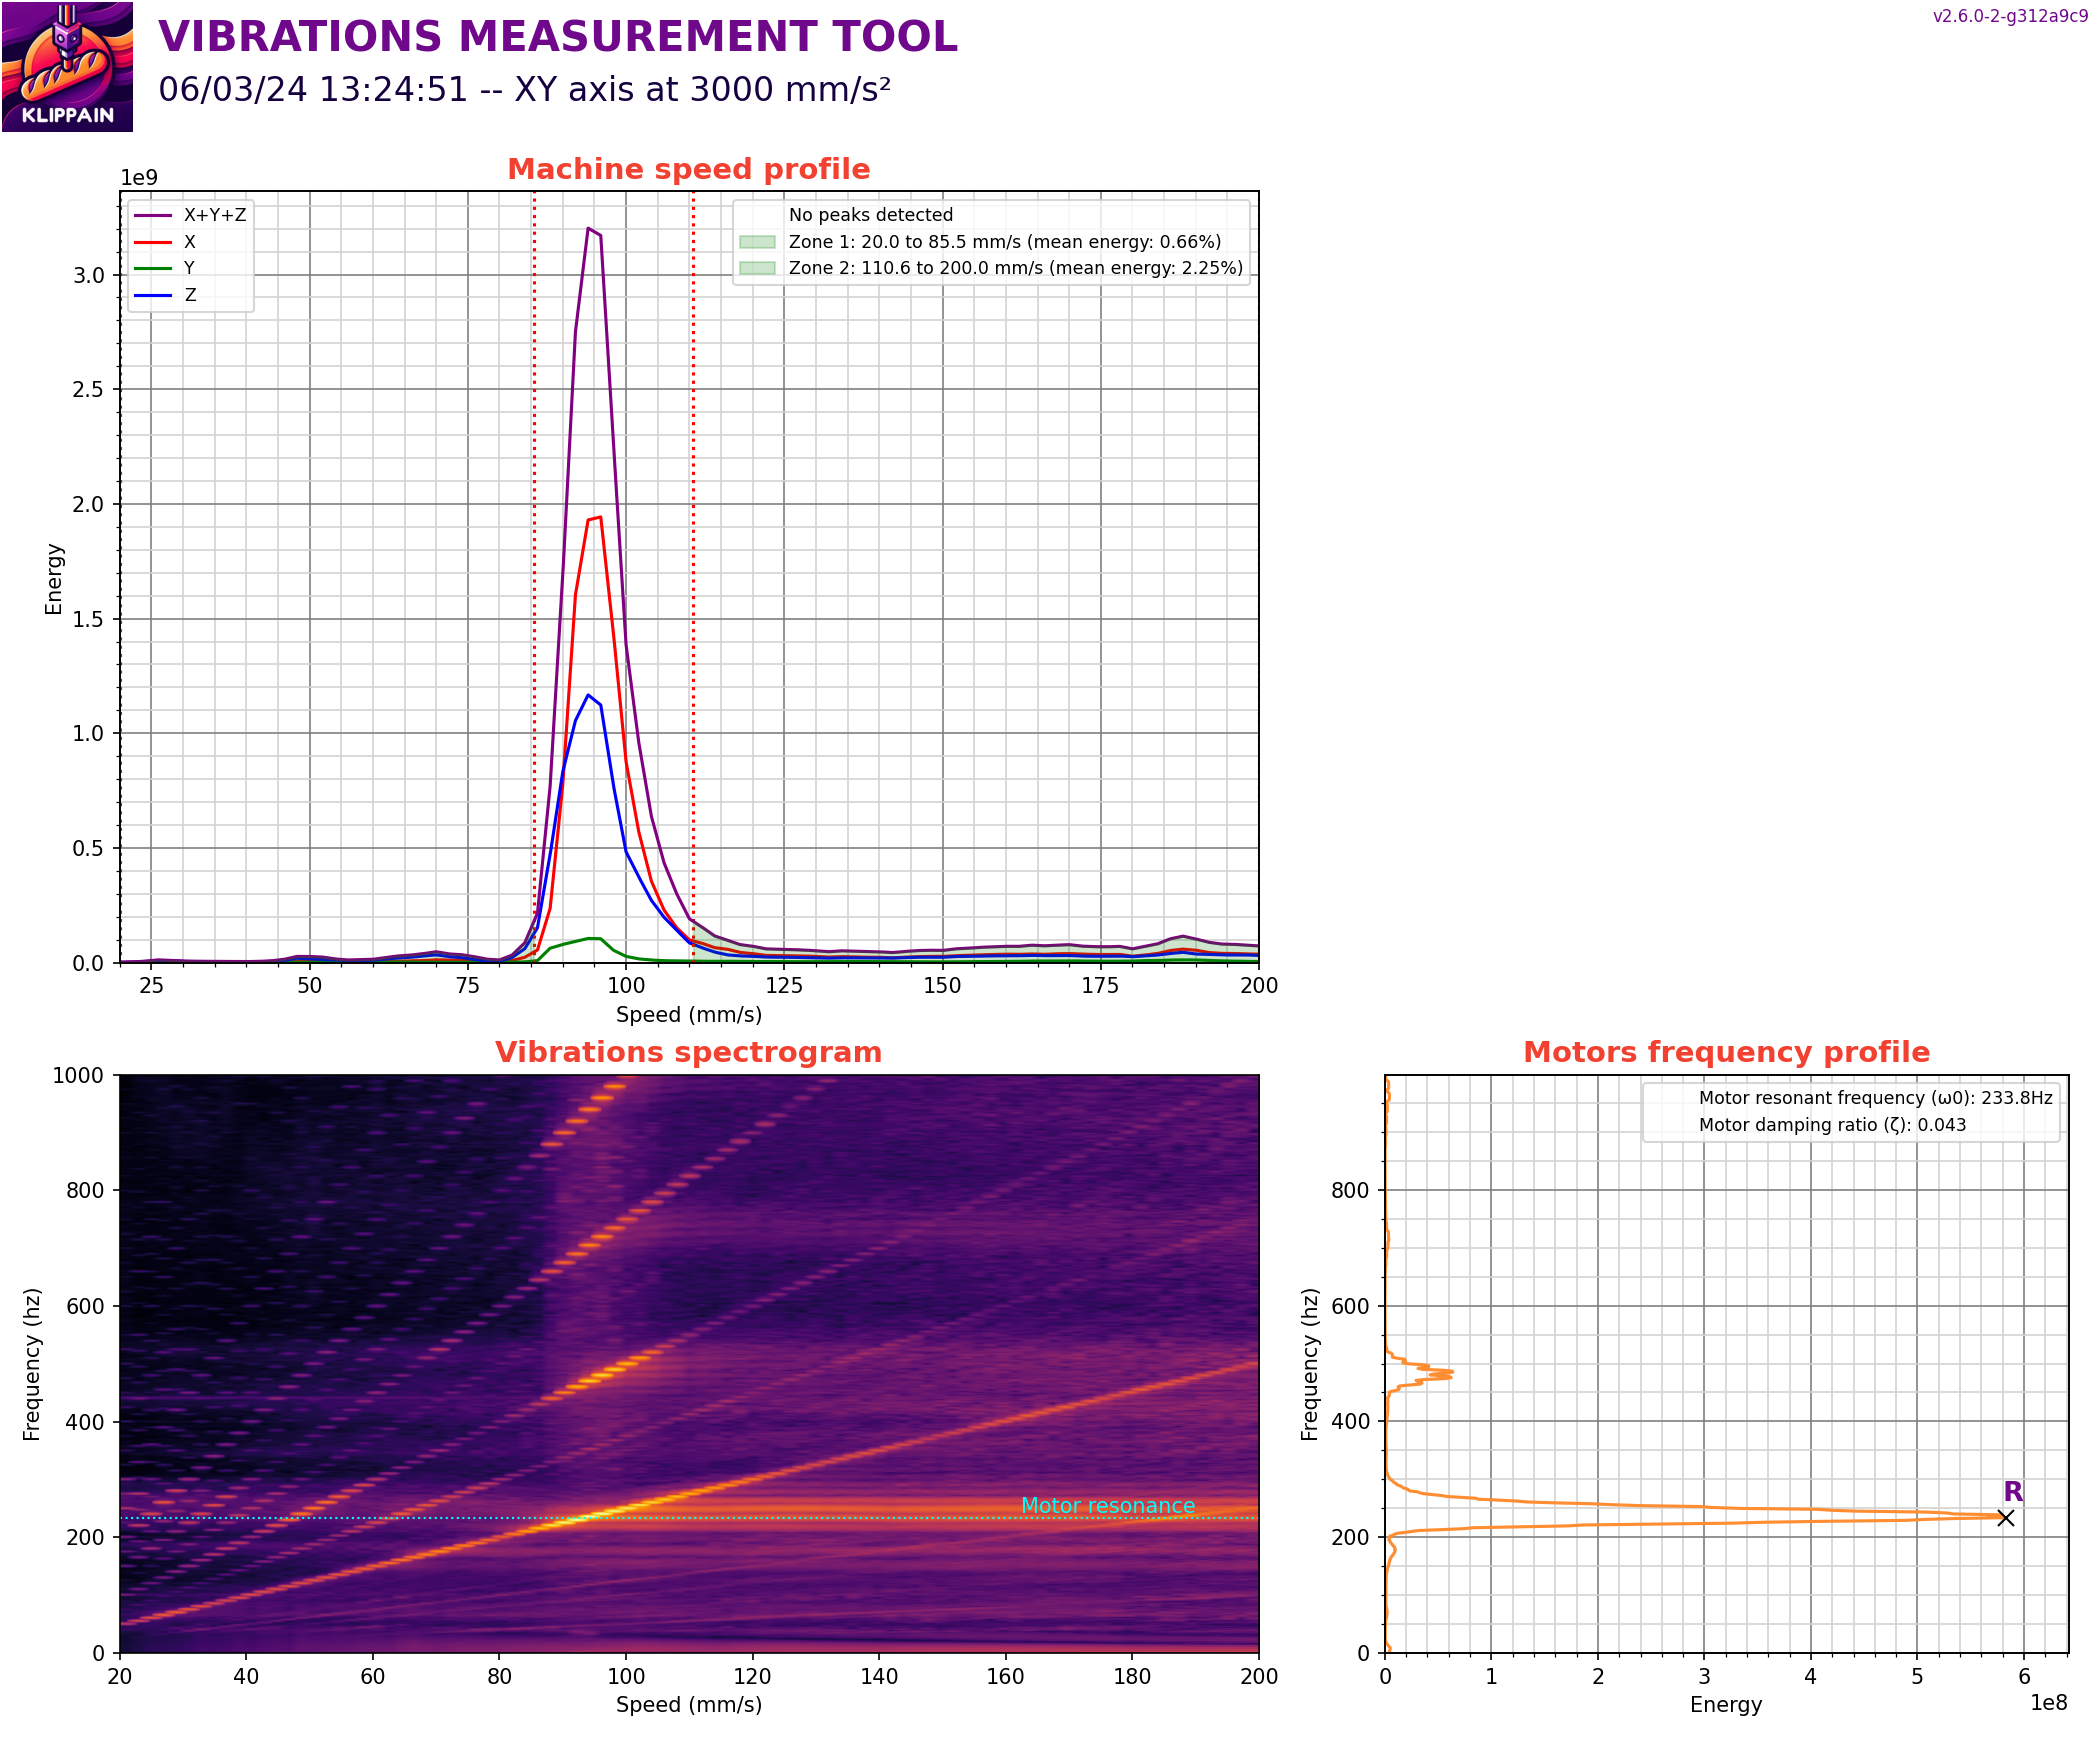 KLIPPAIN
VIBRATIONS MEASUREMENT TOOL
v2.6.0-2-g312a9c9
06/03/24 13:24:51 -- XY axis at 3000 mm/s²
Machine speed profile
1e9
X+Y+Z
X
Y
Z
No peaks detected
Zone 1: 20.0 to 85.5 mm/s (mean energy: 0.66%)
Zone 2: 110.6 to 200.0 mm/s (mean energy: 2.25%)
3.0
2.5
2.0
1.5
1.0
0.5
0.0
Energy
25 50 75 100 125 150 175 200
Speed (mm/s)
Vibrations spectrogram
1000
800
600
400
200
0
Frequency (hz)
Motor resonance
20 40 60 80 100 120 140 160 180 200
Speed (mm/s)
Motors frequency profile
Motor resonant frequency (ω0): 233.8Hz
Motor damping ratio (ζ): 0.043
800
600
400
200
0
Frequency (hz)
R
0 1 2 3 4 5 6
1e8
Energy